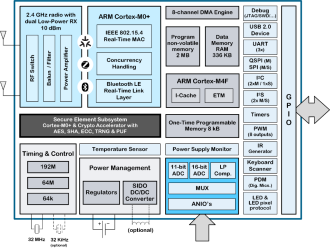 2.4 GHz radio with
dual Low-Power RX
10 dBm
RF Switch
Balun / Filter
Power Amplifier
ARM Cortex-M0+
IEEE 802.15.4
Real-Time MAC
Concurrency
Handling
Bluetooth LE
Real-Time Link
Layer
Secure Element Subsystem
Cortex-M0+ & Crypto Accelerator with
AES, SHA, ECC, TRNG & PUF
8-channel DMA Engine
Program
non-volatile
memory
2 MB
Data
Memory
RAM
336 KB
ARM Cortex-M4F
I-Cache
ETM
One-Time Programmable
Memory 8 kB
Timing & Control
192M
64M
64k
Temperature Sensor
Power Management
Regulators
SIDO
DC/DC
Converter
Power Supply Monitor
11-bit
ADC
16-bit
ADC
LP
Comp.
MUX
ANIO's
Debug
(JTAG/SWD...)
USB 2.0
Device
UART
(3x)
QSPI (M)
SPI (M/S)
I²C
(2xM / 1xS)
I²S
(2x M/S)
Timers
PWM
(8 outputs)
IR
Generator
Keyboard
Scanner
PDM
(Dig. Mic.)
LED &
LED pixel
protocol
GPIO
32 MHz
32 KHz
(optional)
(optional)